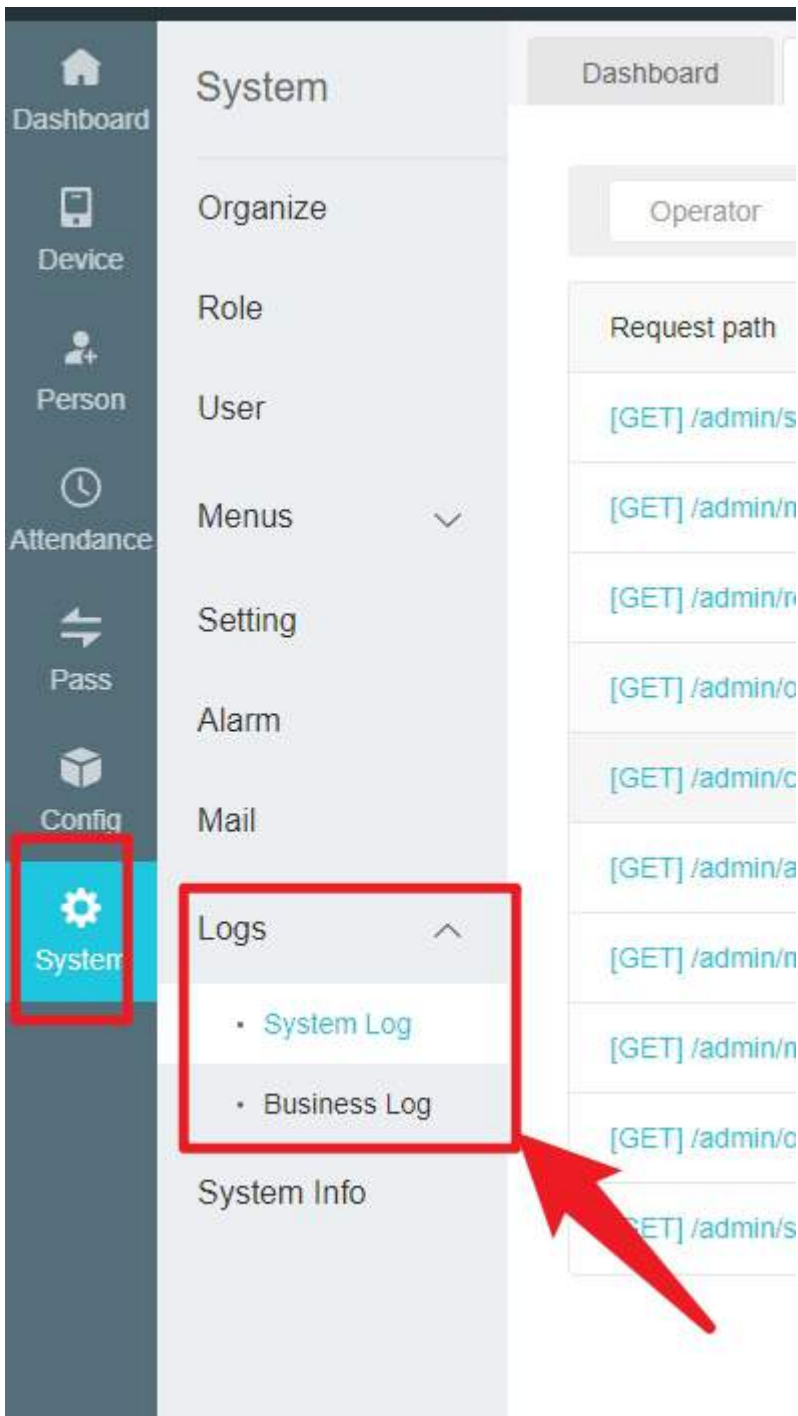 Dashboard
Device
Person
Attendance
Pass
Config
System
System
Organize
Role
User
Menus
Setting
Alarm
Mail
Logs
System Log
Business Log
System Info
Dashboard
Operator
Request path
[GET] /admin/s
[GET] /admin/
[GET] /admin/r
[GET] /admin/
[GET] /admin/
[GET] /admin/a
[GET] /admin/
[GET] /admin/
[GET] /admin/
GET] /admin/s